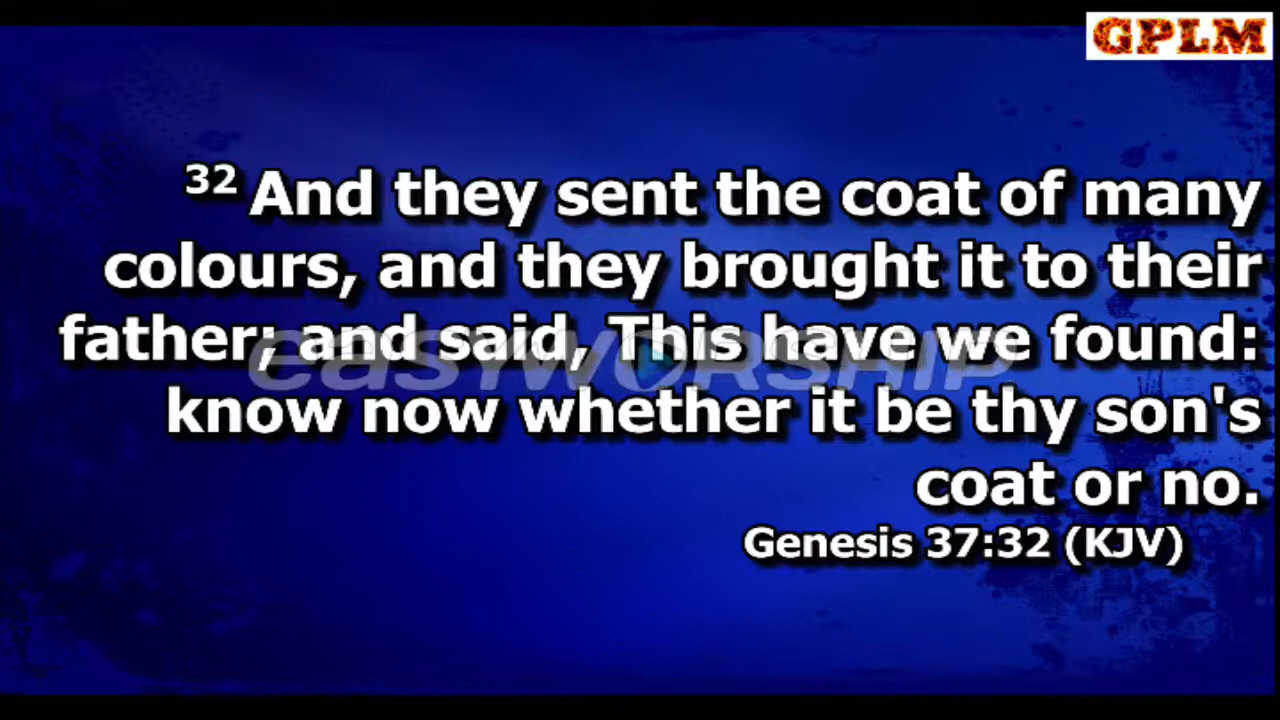 GPLM
32 And they sent the coat of many
colours, and they brought it to their
father; and said, This have we found:
know now whether it be thy son's
coat or no.
Genesis 37:32 (KJV)
easyworship